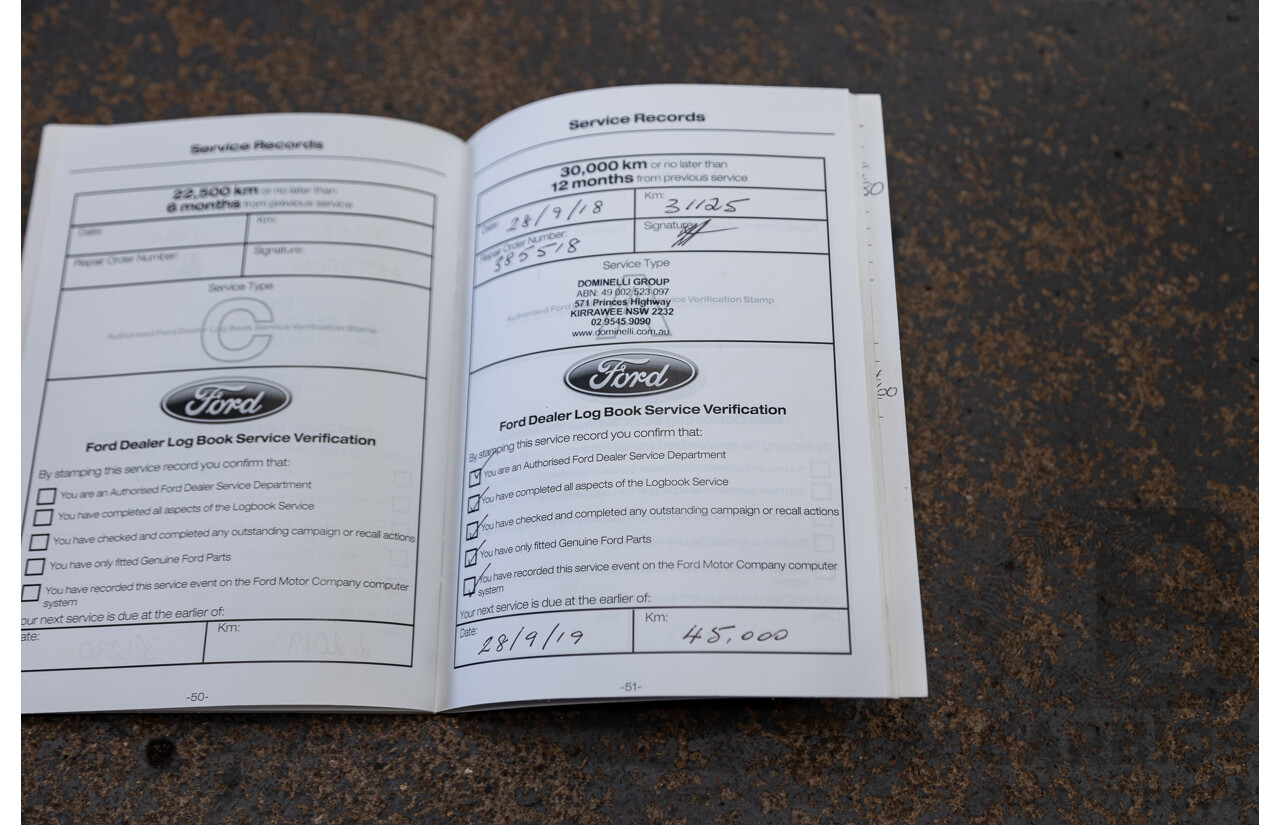 Service Records
22,500 km or no later than
6 months from previous service
Date:
Km:
Repair Order Number:
Signature:
Service Type
C
Authorised Ford Dealer Log Book Service Verification Stamp
Ford
Ford Dealer Log Book Service Verification
By stamping this service record you confirm that:
You are an Authorised Ford Dealer Service Department
You have completed all aspects of the Logbook Service
You have checked and completed any outstanding campaign or recall actions
You have only fitted Genuine Ford Parts
You have recorded this service event on the Ford Motor Company computer
system
our next service is due at the earlier of:
ate:
Km:
-50-
Service Records
30,000 km or no later than
12 months from previous service
Date: 28/9/18
Km: 31125
Repair Order Number:
385518
Signature:
Service Type
DOMINELLI GROUP
ABN: 49 002 523 097
571 Princes Highway
Authorised Ford Service Verification Stamp
KIRRAWEE NSW 2232
02 9545 9090
www.dominelli.com.au
Ford
Ford Dealer Log Book Service Verification
By stamping this service record you confirm that:
You are an Authorised Ford Dealer Service Department
You have completed all aspects of the Logbook Service
You have checked and completed any outstanding campaign or recall actions
You have only fitted Genuine Ford Parts
You have recorded this service event on the Ford Motor Company computer
system
Your next service is due at the earlier of:
Date: 28/9/19
Km: 45,000
-51-